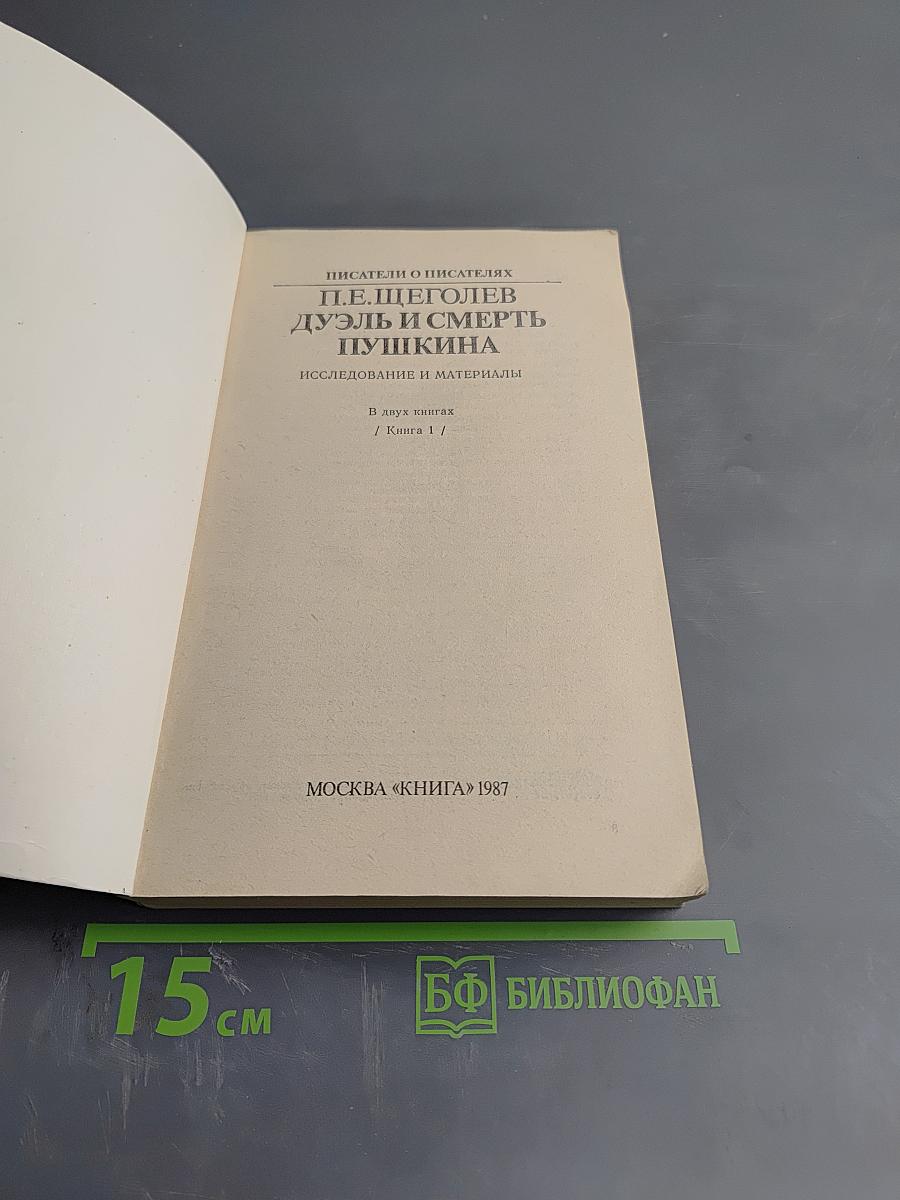 ПИСАТЕЛИ О ПИСАТЕЛЯХ
П.Е.ЩЕГОЛЕВ
ДУЭЛЬ И СМЕРТЬ
ПУШКИНА
ИССЛЕДОВАНИЕ И МАТЕРИАЛЫ
В двух книгах
/ Книга 1 /
МОСКВА «КНИГА» 1987
15 см
БФ БИБЛИОФАН